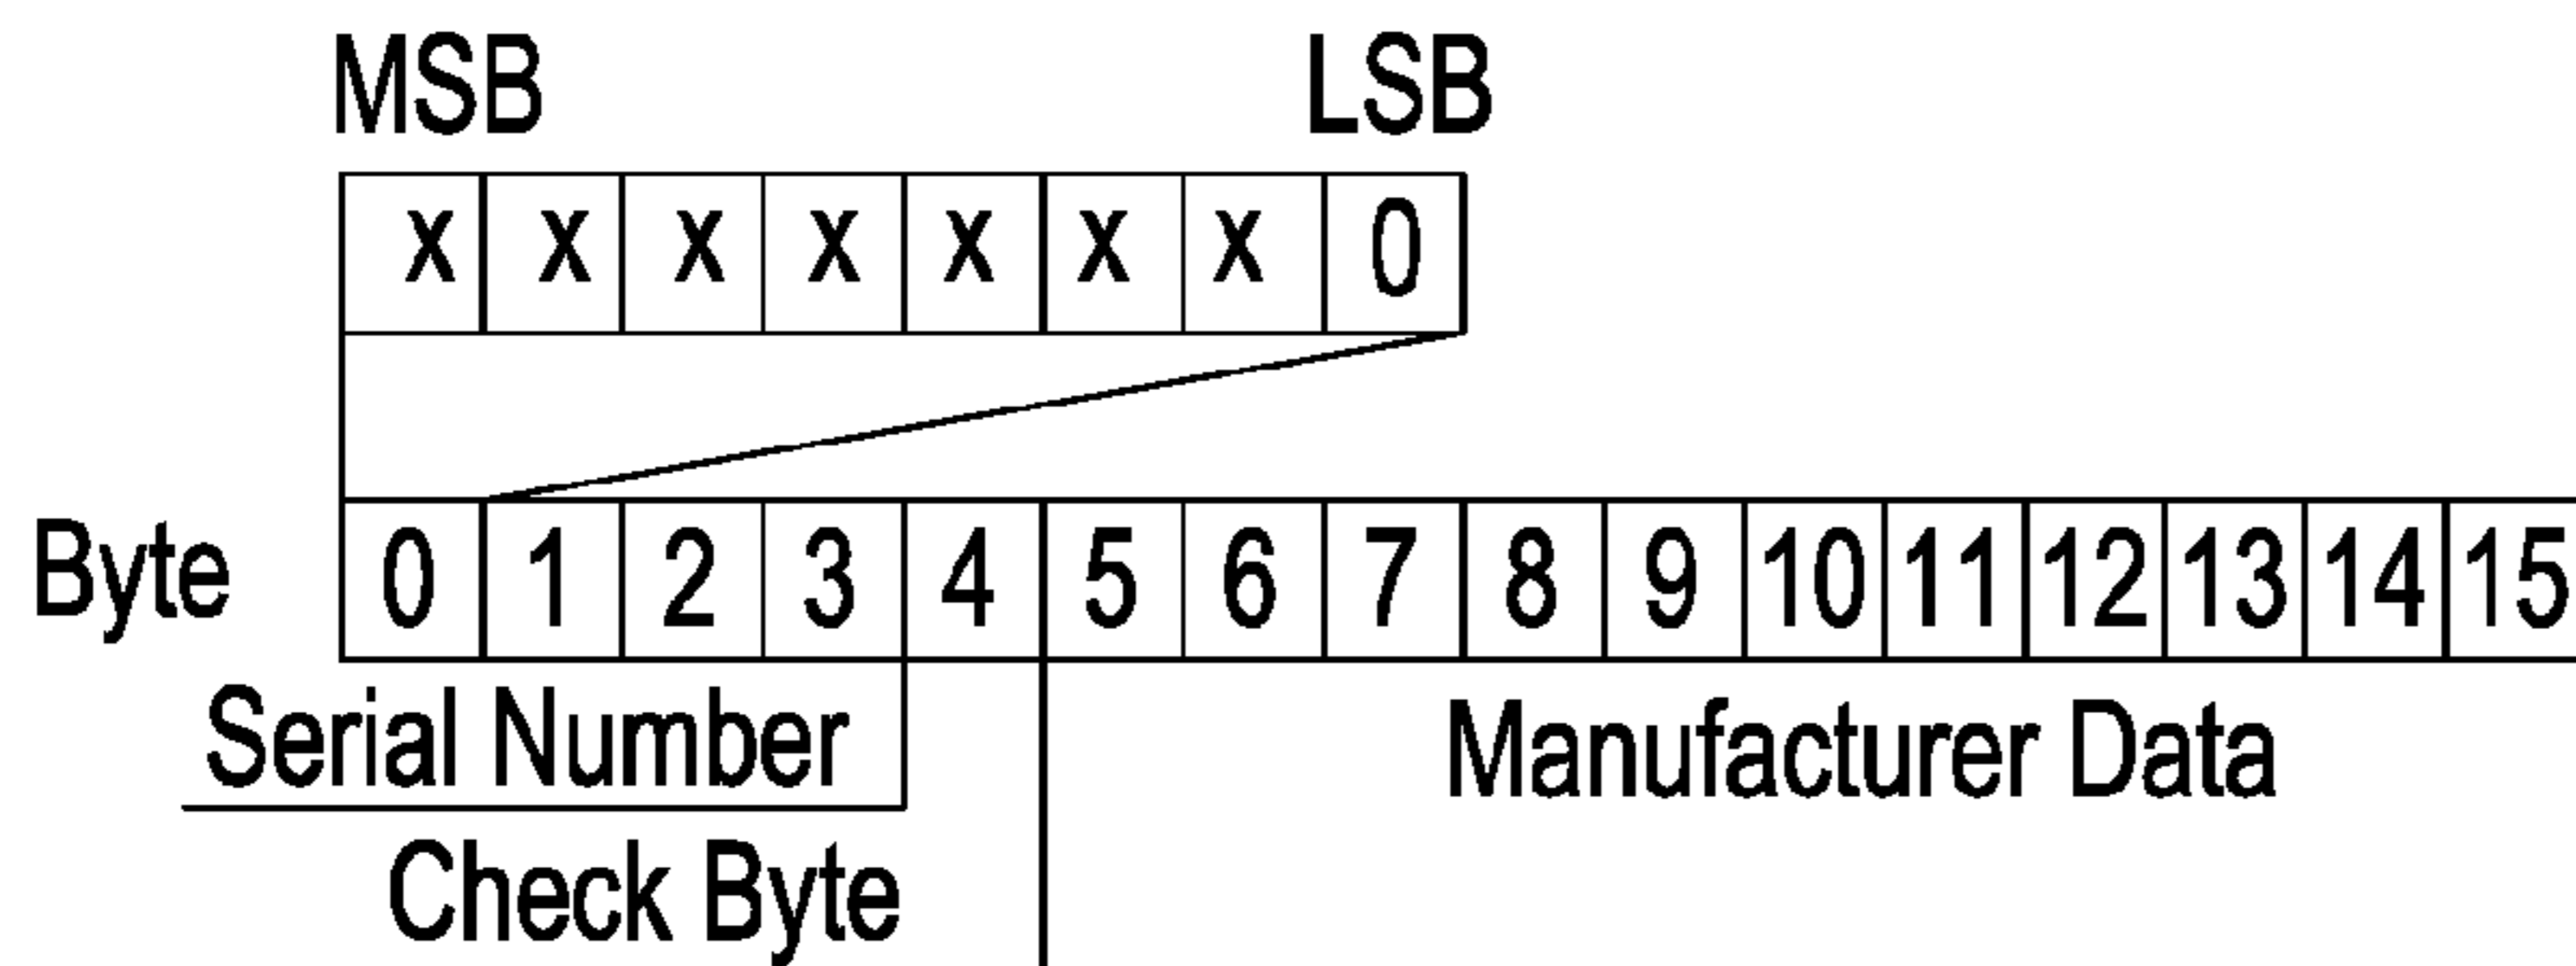 MSB LSB
x x x x x x x 0
Byte 0 1 2 3 4 5 6 7 8 9 10 11 12 13 14 15
Serial Number Manufacturer Data
Check Byte